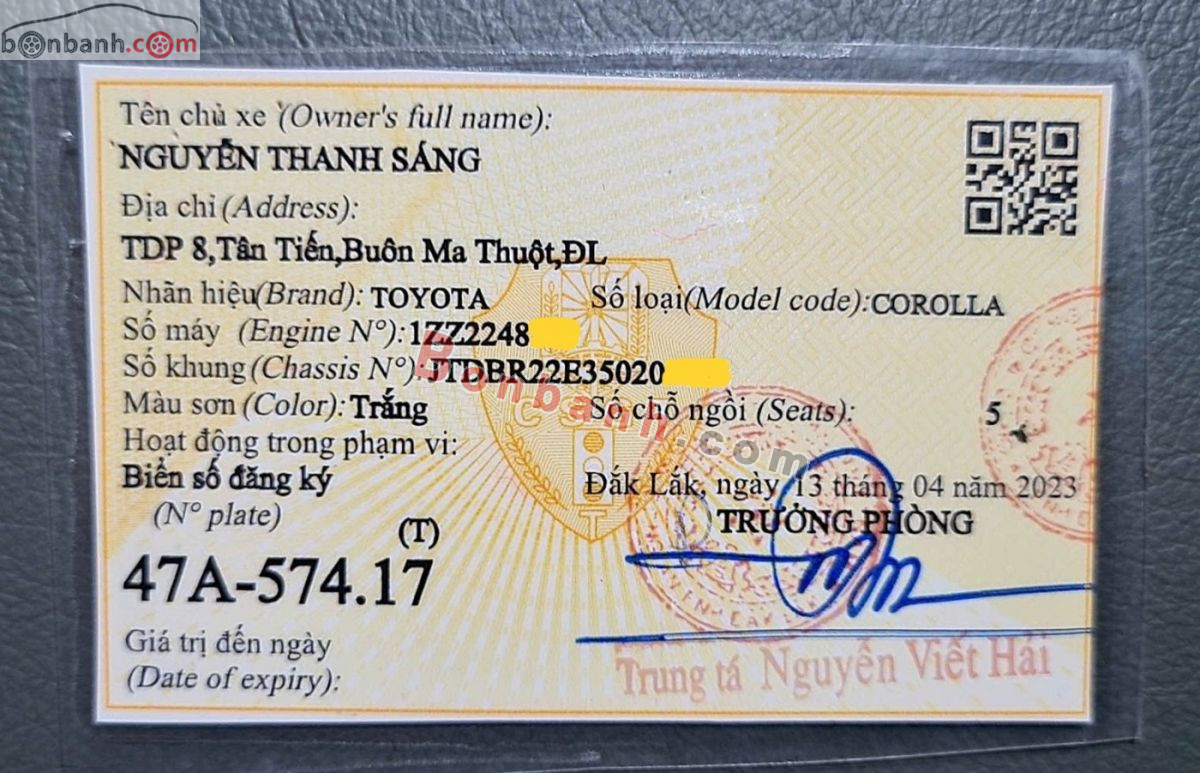 bonbanh.com
Tên chủ xe (Owner's full name):
NGUYỄN THANH SÁNG
Địa chỉ (Address):
TDP 8,Tân Tiến,Buôn Ma Thuột,ĐL
Nhãn hiệu(Brand): TOYOTA Số loại(Model code):COROLLA
Số máy (Engine N°):1ZZ2248
Số khung(Chassis N°):JTDBR22E35020
Màu sơn (Color): Trắng Số chỗ ngồi (Seats): 5
Hoạt động trong phạm vi:
Biển số đăng ký
(N° plate)
Đắk Lắk, ngày 13 tháng 04 năm 2023
TRƯỞNG PHÒNG
(T)
47A-574.17
Giá trị đến ngày
(Date of expiry):
Trung tá Nguyễn Viết Hải
Bonbanh.com